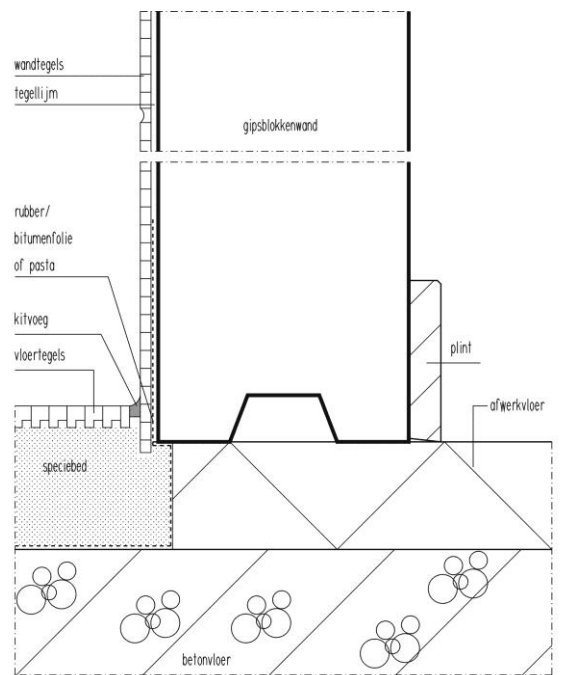 wandtegels
tegellijm
gipsblokkenwand
rubber/
bitumenfolie
of pasta
kitvoeg
vloertegels
plint
afwerkvloer
speciebed
betonvloer